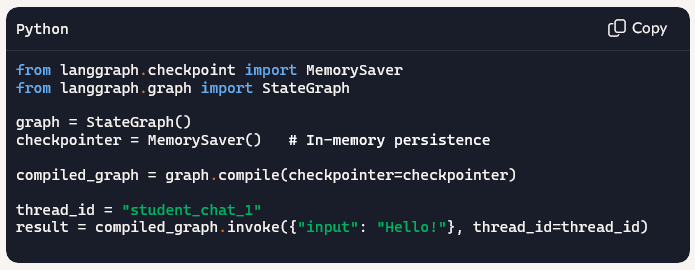 Python
Copy
from langgraph.checkpoint import MemorySaver
from langgraph.graph import StateGraph
graph = StateGraph()
checkpointer = MemorySaver()   # In-memory persistence
compiled_graph = graph.compile(checkpointer=checkpointer)
thread_id = "student_chat_1"
result = compiled_graph.invoke({"input": "Hello!"}, thread_id=thread_id)